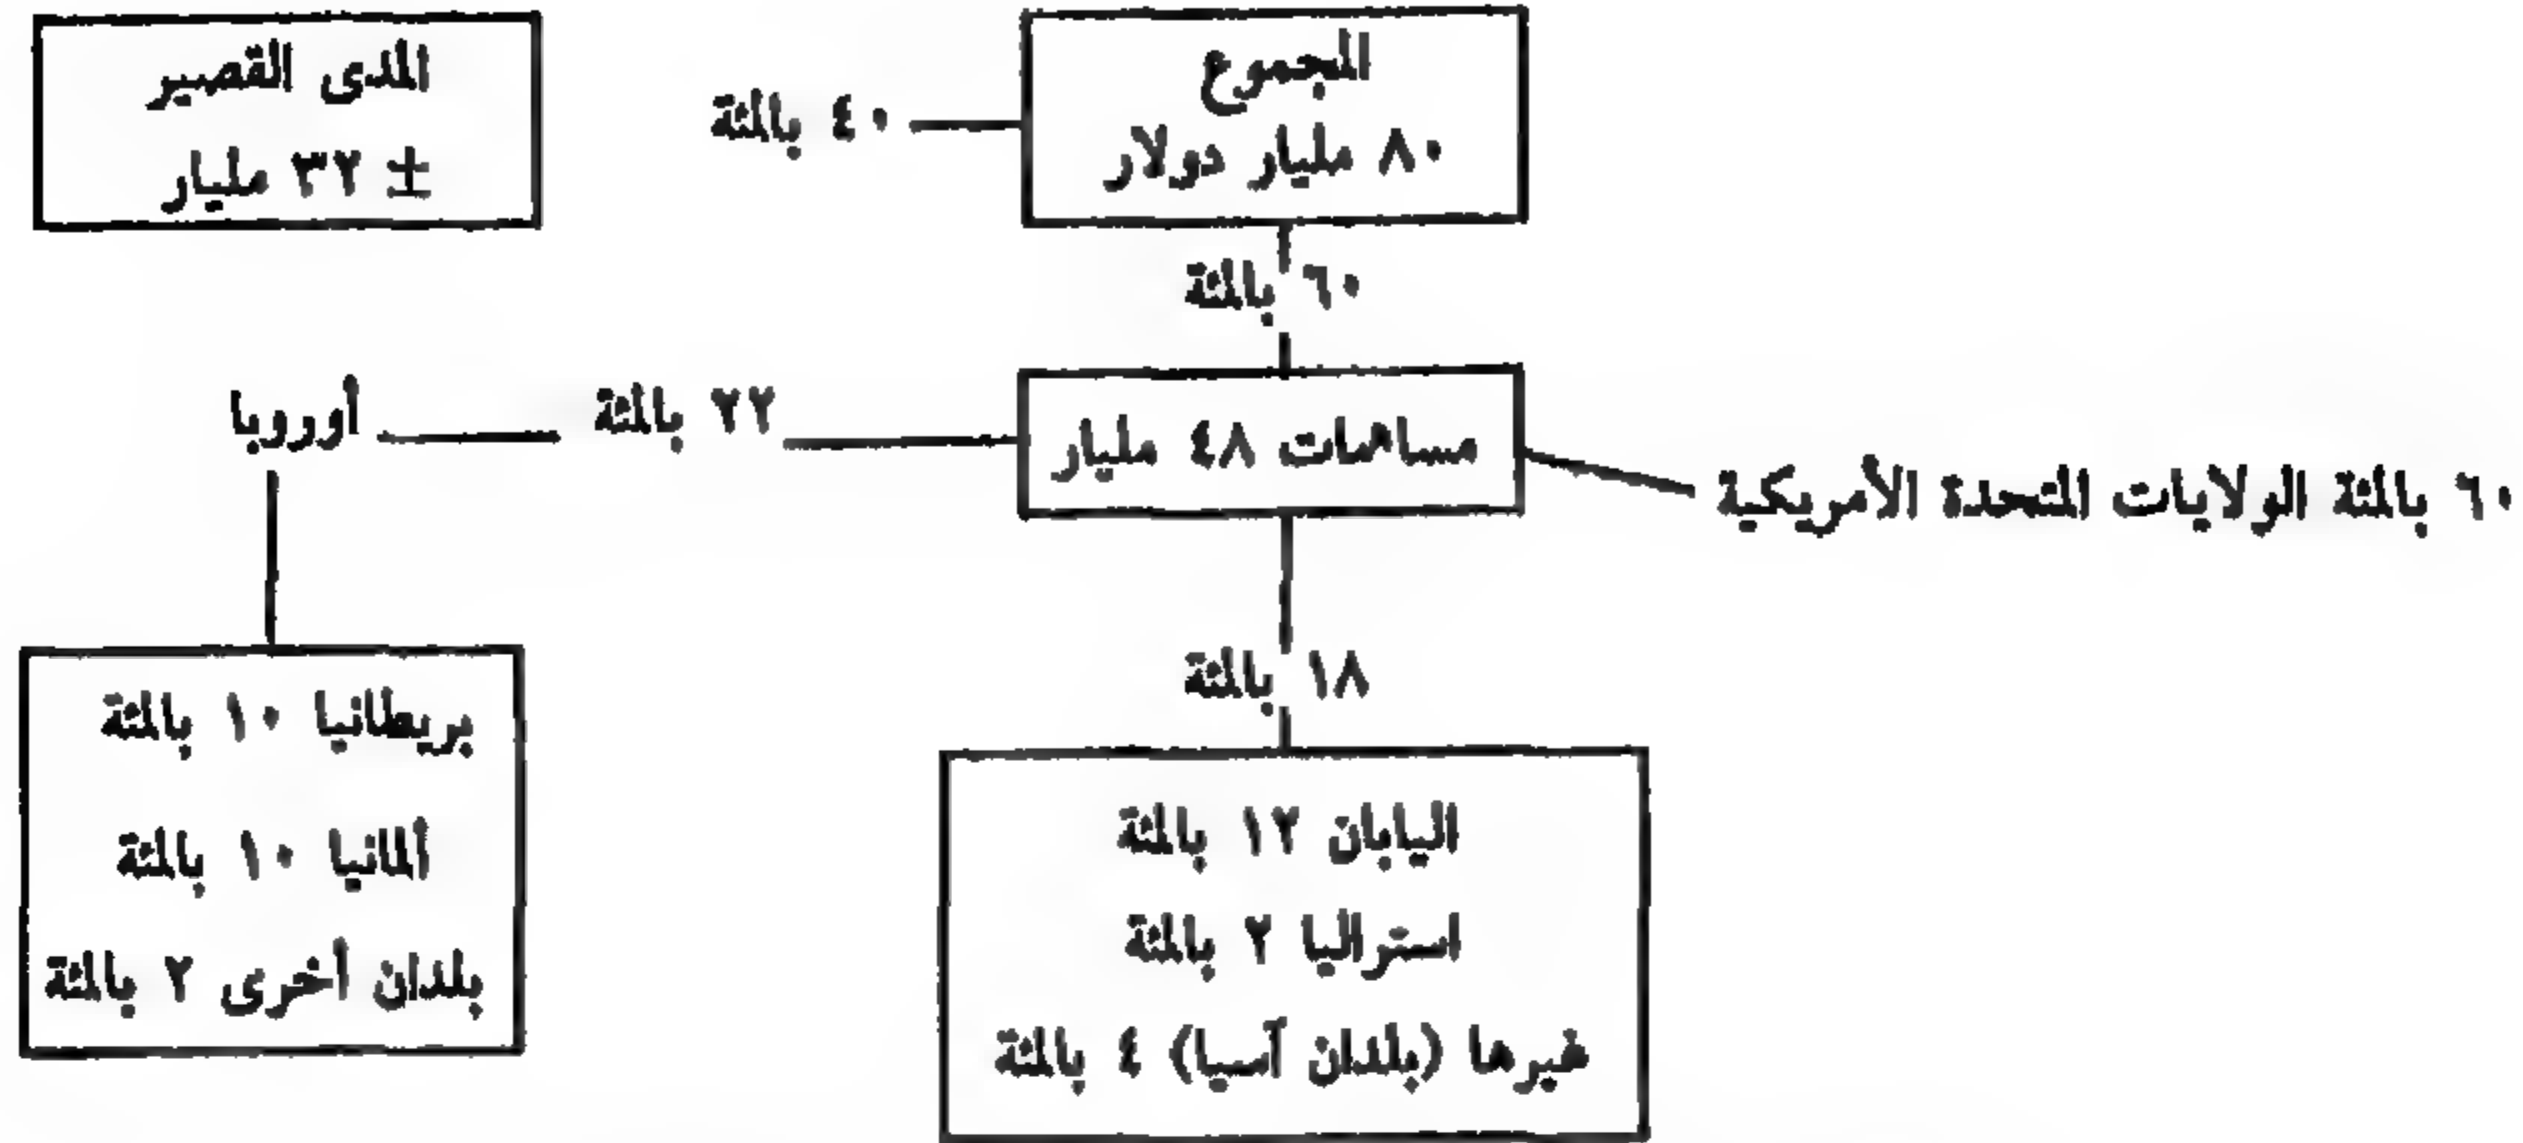 المجموع
٨٠ مليار دولار
٤٠ بالمئة
المدى القصير
± ٣٢ مليار
٦٠ بالمئة
مساهمات ٤٨ مليار
٦٠ بالمئة الولايات المتحدة الأمريكية
٢٢ بالمئة
أوروبا
بريطانيا ١٠ بالمئة
ألمانيا ١٠ بالمئة
بلدان أخرى ٢ بالمئة
١٨ بالمئة
اليابان ١٢ بالمئة
استراليا ٢ بالمئة
غيرها (بلدان آسيا) ٤ بالمئة